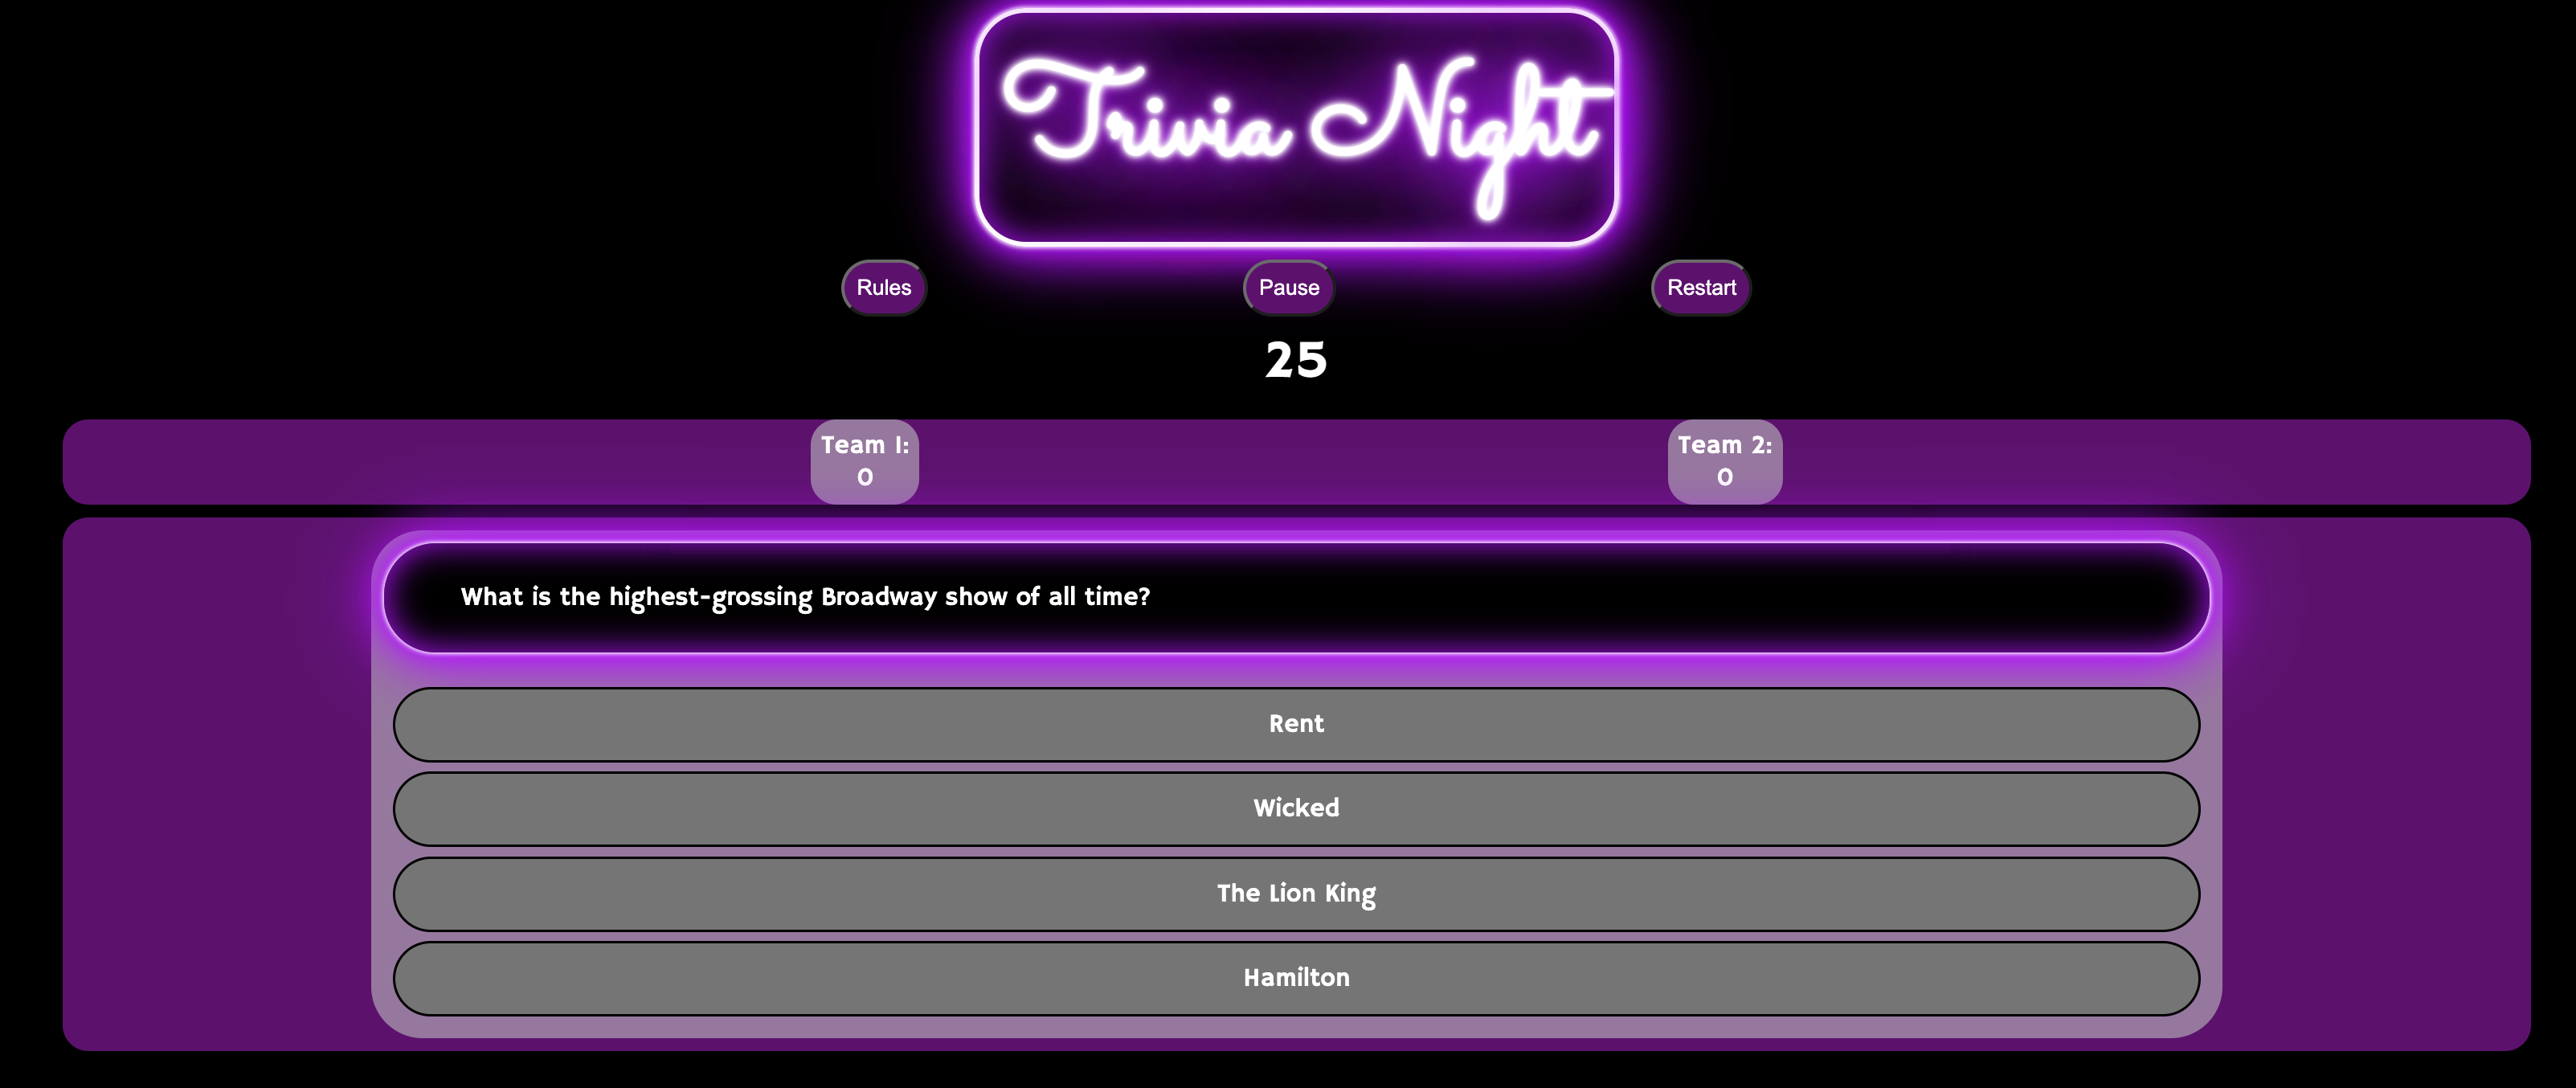 Trivia Night
Rules
Pause
Restart
25
Team 1:
0
Team 2:
0
What is the highest-grossing Broadway show of all time?
Rent
Wicked
The Lion King
Hamilton